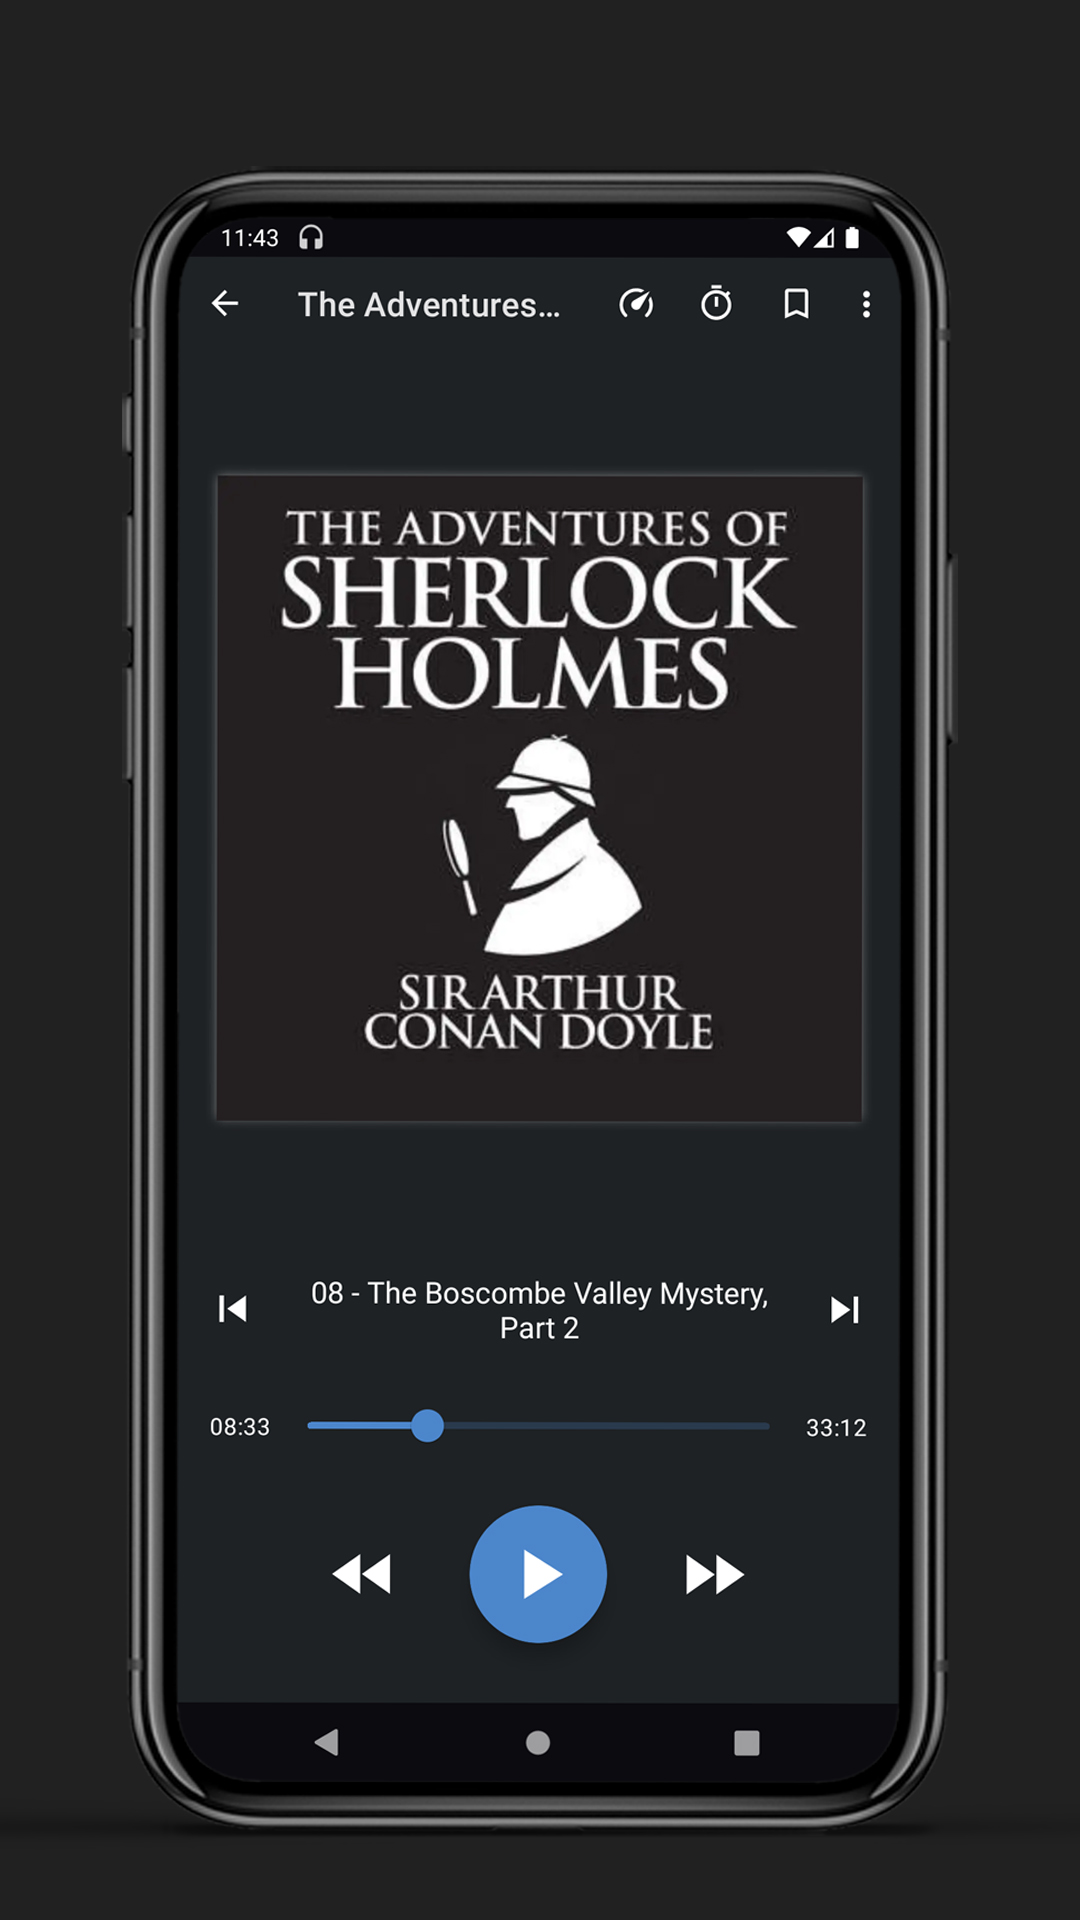 11:43
The Adventures...
THE ADVENTURES OF
SHERLOCK
HOLMES
SIR ARTHUR
CONAN DOYLE
08 - The Boscombe Valley Mystery,
Part 2
08:33
33:12